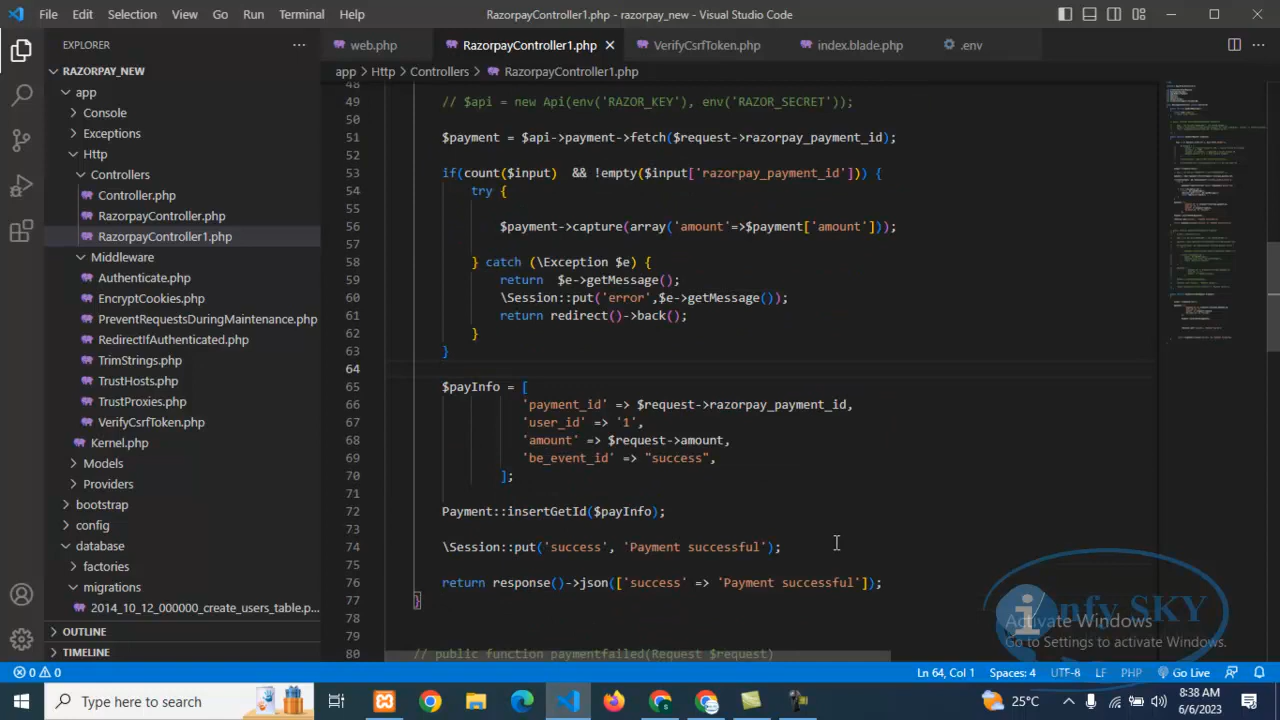 File Edit Selection View Go Run Terminal Help RazorpayController1.php - razorpay_new - Visual Studio Code
EXPLORER
web.php RazorpayController1.php VerifyCsrfToken.php index.blade.php .env
RAZORPAY_NEW
app > Http > Controllers > RazorpayController1.php
app
Console
Exceptions
Http
Controllers
Controller.php
RazorpayController.php
RazorpayController1.php
Middleware
Authenticate.php
EncryptCookies.php
PreventRequestsDuringMaintenance.php
RedirectIfAuthenticated.php
TrimStrings.php
TrustHosts.php
TrustProxies.php
VerifyCsrfToken.php
Kernel.php
Models
Providers
bootstrap
config
database
factories
migrations
2014_10_12_000000_create_users_table.p...
OUTLINE
TIMELINE
48
49 // $api = new Api(env('RAZOR_KEY'), env('RAZOR_SECRET'));
50
51 $payment = $api->payment->fetch($request->razorpay_payment_id);
52
53 if(count($input) && !empty($input['razorpay_payment_id'])) {
54 try {
55
56 $payment->capture(array('amount'=>$payment['amount']));
57
58 } catch (\Exception $e) {
59 return $e->getMessage();
60 \Session::put('error',$e->getMessage());
61 return redirect()->back();
62 }
63 }
64
65 $payInfo = [
66 'payment_id' => $request->razorpay_payment_id,
67 'user_id' => '1',
68 'amount' => $request->amount,
69 'be_event_id' => "success",
70 ];
71
72 Payment::insertGetId($payInfo);
73
74 \Session::put('success', 'Payment successful');
75
76 return response()->json(['success' => 'Payment successful']);
77 }
78
79
80 // public function paymentfailed(Request $request)
infy SKY
Activate Windows
Go to Settings to activate Windows.
0 0 Ln 64, Col 1 Spaces: 4 UTF-8 LF PHP Go Live
Type here to search 25°C 8:38 AM
6/6/2023